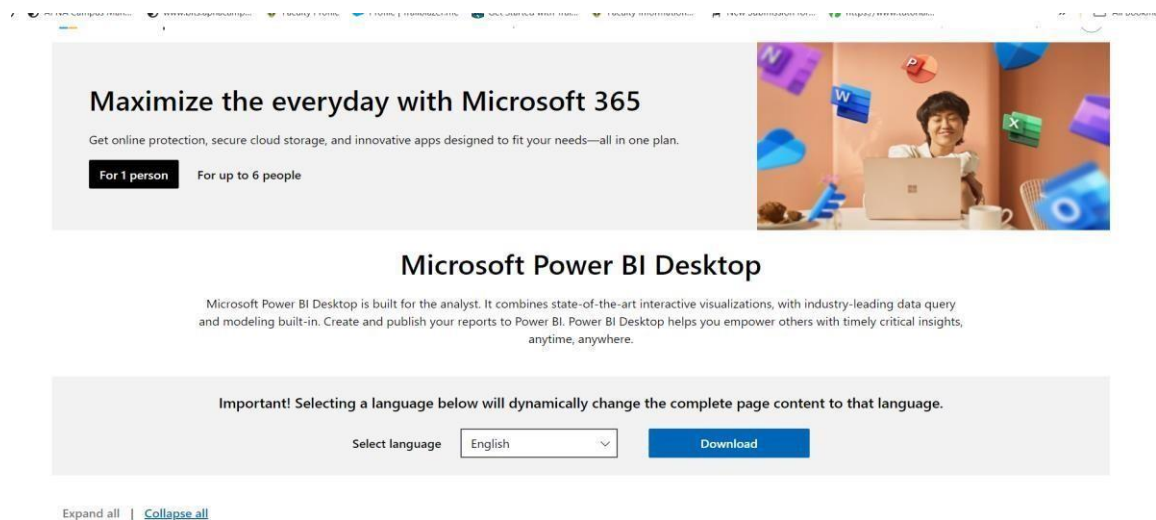 Maximize the everyday with Microsoft 365
Get online protection, secure cloud storage, and innovative apps designed to fit your needs—all in one plan.
For 1 person For up to 6 people
N
P
W
X
O
Microsoft Power BI Desktop
Microsoft Power BI Desktop is built for the analyst. It combines state-of-the-art interactive visualizations, with industry-leading data query
and modeling built-in. Create and publish your reports to Power BI. Power BI Desktop helps you empower others with timely critical insights,
anytime, anywhere.
Important! Selecting a language below will dynamically change the complete page content to that language.
Select language English Download
Expand all | Collapse all